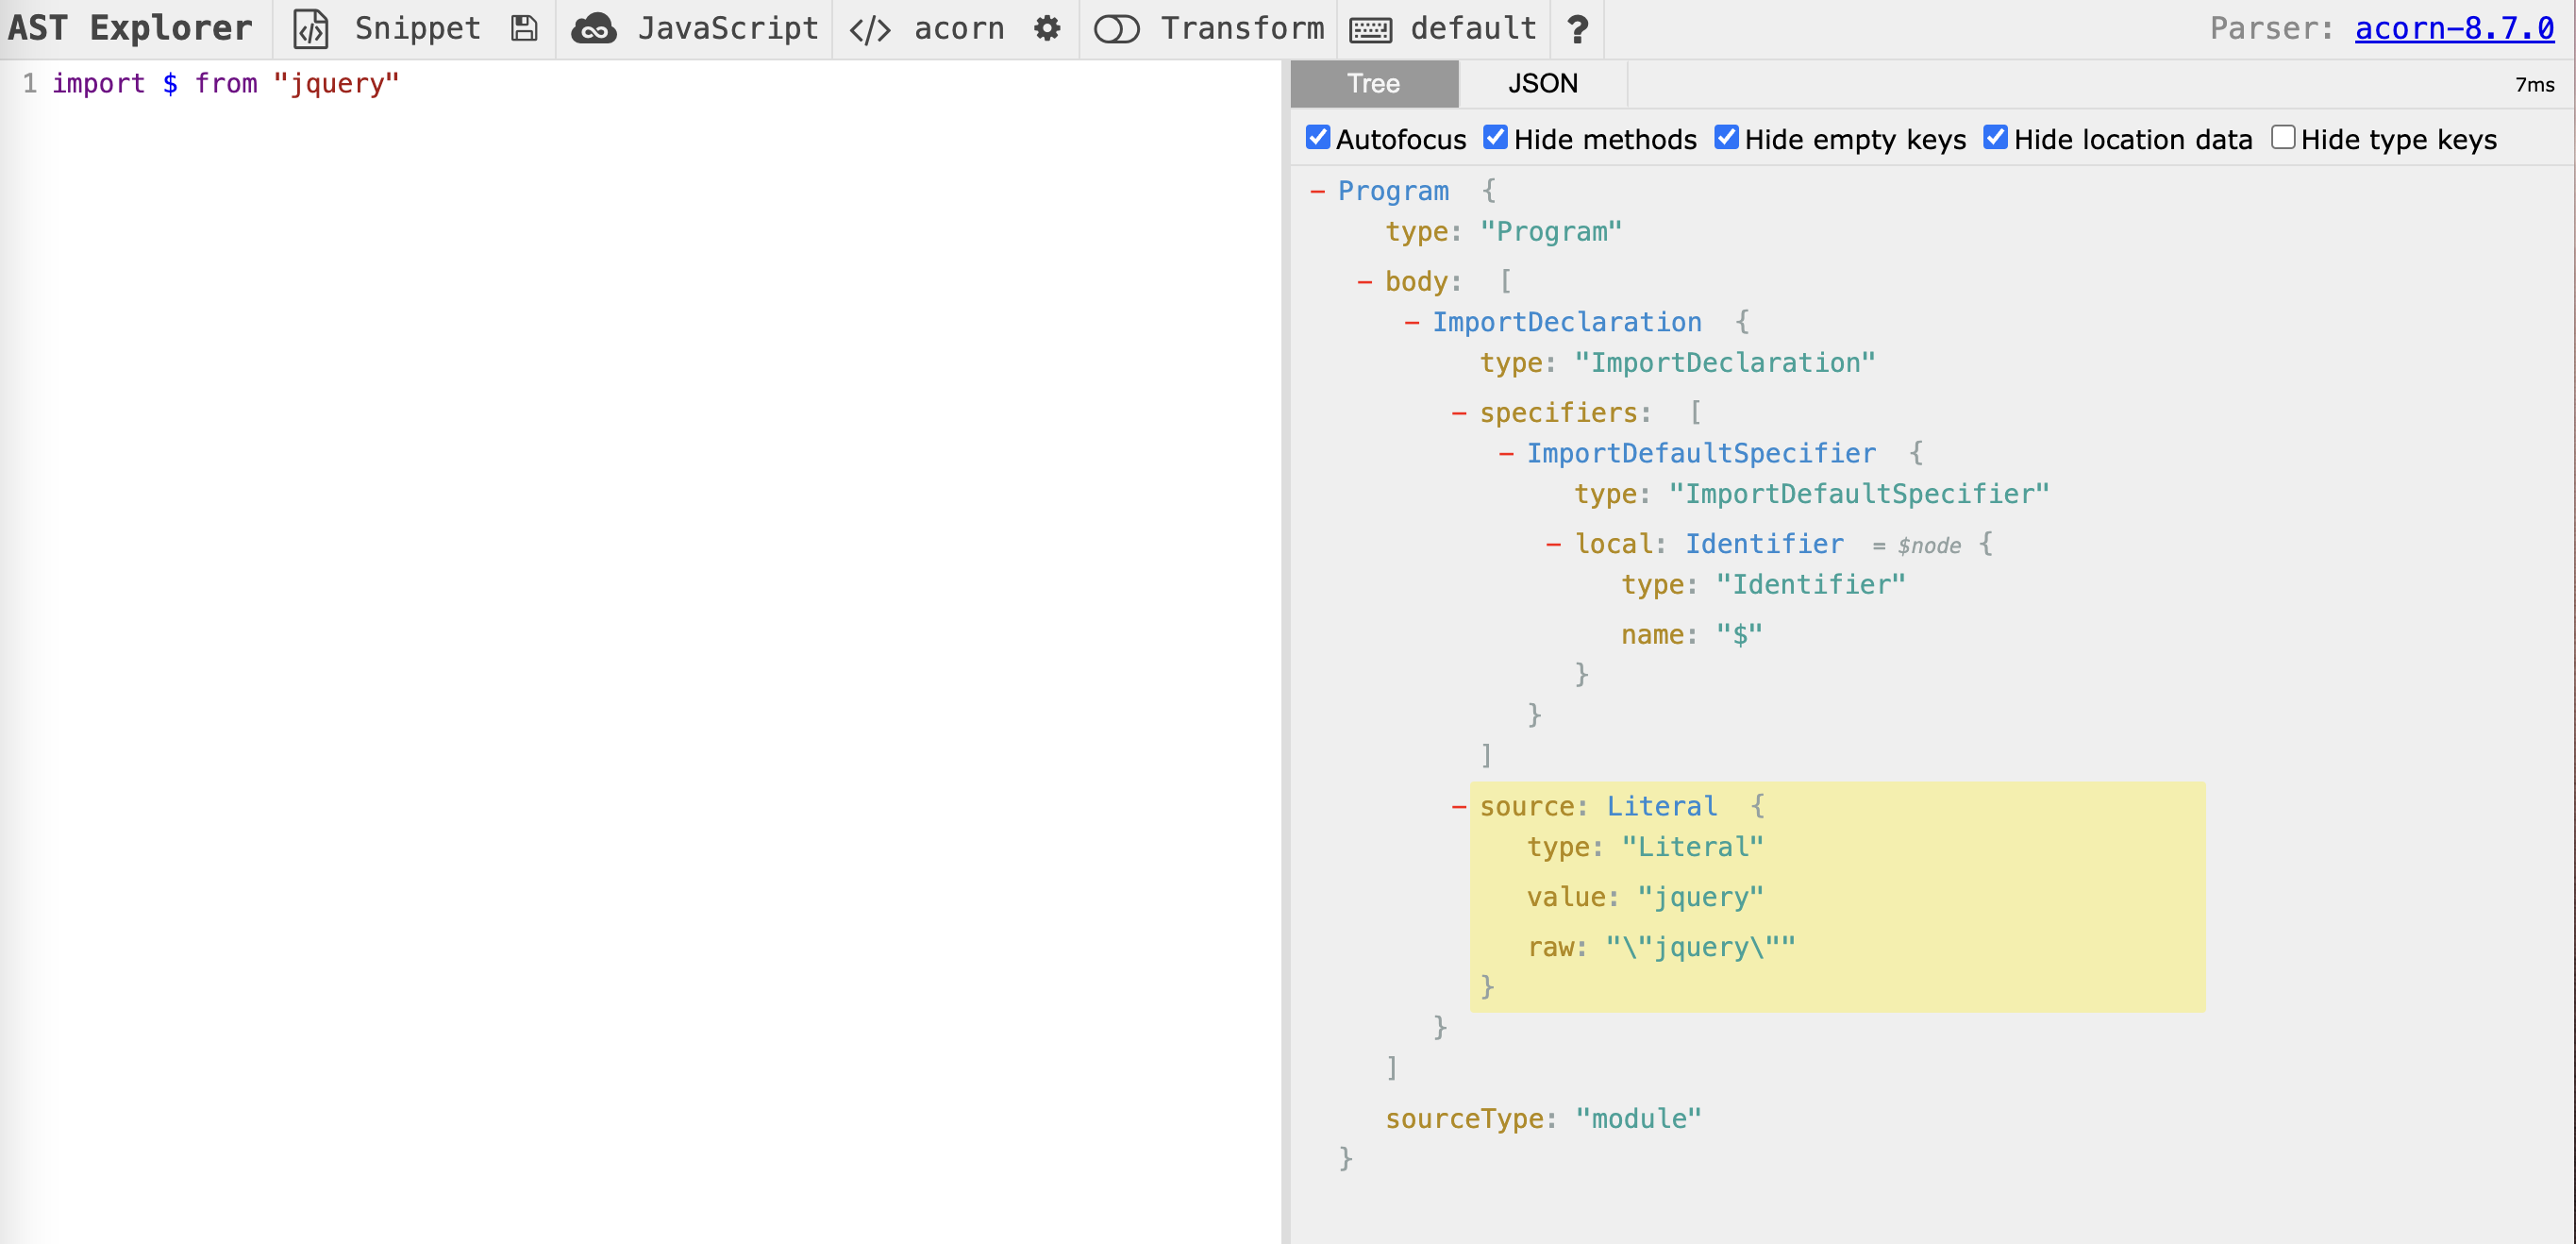 AST Explorer Snippet JavaScript </> acorn Transform default ? Parser: acorn-8.7.0
1 import $ from "jquery"
Tree JSON 7ms
Autofocus Hide methods Hide empty keys Hide location data Hide type keys
– Program {
type: "Program"
– body: [
– ImportDeclaration {
type: "ImportDeclaration"
– specifiers: [
– ImportDefaultSpecifier {
type: "ImportDefaultSpecifier"
– local: Identifier = $node {
type: "Identifier"
name: "$"
}
}
]
– source: Literal {
type: "Literal"
value: "jquery"
raw: "\"jquery\""
}
}
]
sourceType: "module"
}